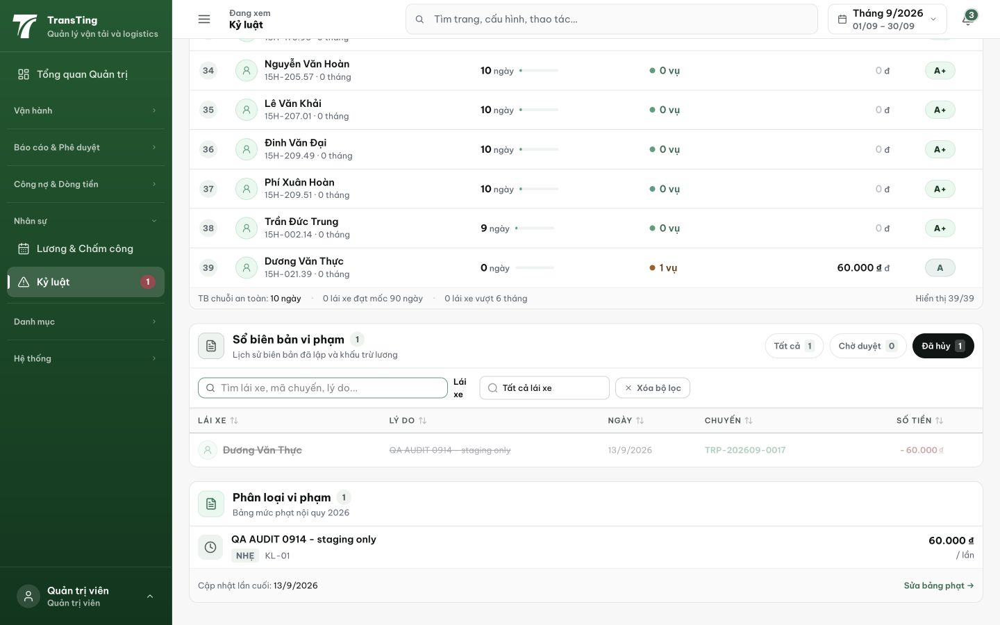 TransTing
Quản lý vận tải và logistics
Tổng quan Quản trị
Vận hành
Báo cáo & Phê duyệt
Công nợ & Dòng tiền
Nhân sự
Lương & Chấm công
Kỷ luật 1
Danh mục
Hệ thống
Quản trị viên
Quản trị viên
Đang xem
Kỷ luật
Tìm trang, cấu hình, thao tác...
Tháng 9/2026
01/09 – 30/09
3
34 Nguyễn Văn Hoàn 10 ngày 0 vụ 0 đ A+
15H-205.57 · 0 tháng
35 Lê Văn Khải 10 ngày 0 vụ 0 đ A+
15H-207.01 · 0 tháng
36 Đinh Văn Đại 10 ngày 0 vụ 0 đ A+
15H-209.49 · 0 tháng
37 Phí Xuân Hoàn 10 ngày 0 vụ 0 đ A+
15H-209.51 · 0 tháng
38 Trần Đức Trung 9 ngày 0 vụ 0 đ A+
15H-002.14 · 0 tháng
39 Dương Văn Thực 0 ngày 1 vụ 60.000 ₫ đ A
15H-021.39 · 0 tháng
TB chuỗi an toàn: 10 ngày · 0 lái xe đạt mốc 90 ngày · 0 lái xe vượt 6 tháng Hiển thị 39/39
Sổ biên bản vi phạm 1
Lịch sử biên bản đã lập và khấu trừ lương
Tất cả 1 Chờ duyệt 0 Đã hủy 1
Tìm lái xe, mã chuyến, lý do...
Lái xe
Tất cả lái xe
Xóa bộ lọc
LÁI XE LÝ DO NGÀY CHUYẾN SỐ TIỀN
Dương Văn Thực QA AUDIT 0914 - staging only 13/9/2026 TRP-202609-0017 - 60.000 ₫
Phân loại vi phạm 1
Bảng mức phạt nội quy 2026
QA AUDIT 0914 - staging only 60.000 ₫
NHẸ KL-01 / lần
Cập nhật lần cuối: 13/9/2026 Sửa bảng phạt →